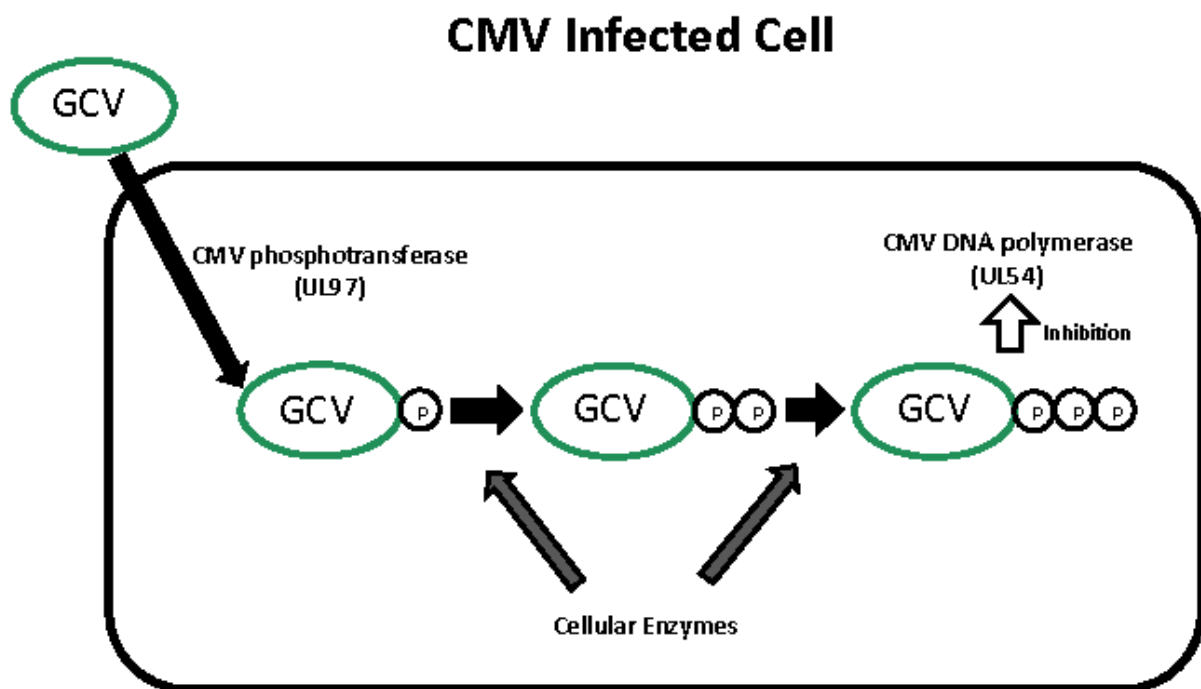 CMV Infected Cell
GCV
CMV phosphotransferase
(UL97)
CMV DNA polymerase
(UL54)
Inhibition
GCV P
GCV P P
GCV P P P
Cellular Enzymes